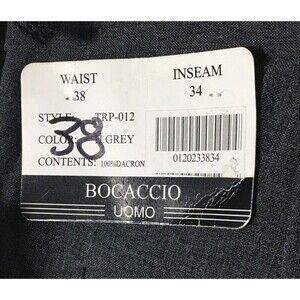 WAIST
38
INSEAM
34
STYLE TRP-012
38
COLOR GREY
CONTENTS: 100%DACRON
0120233834
BOCACCIO
UOMO